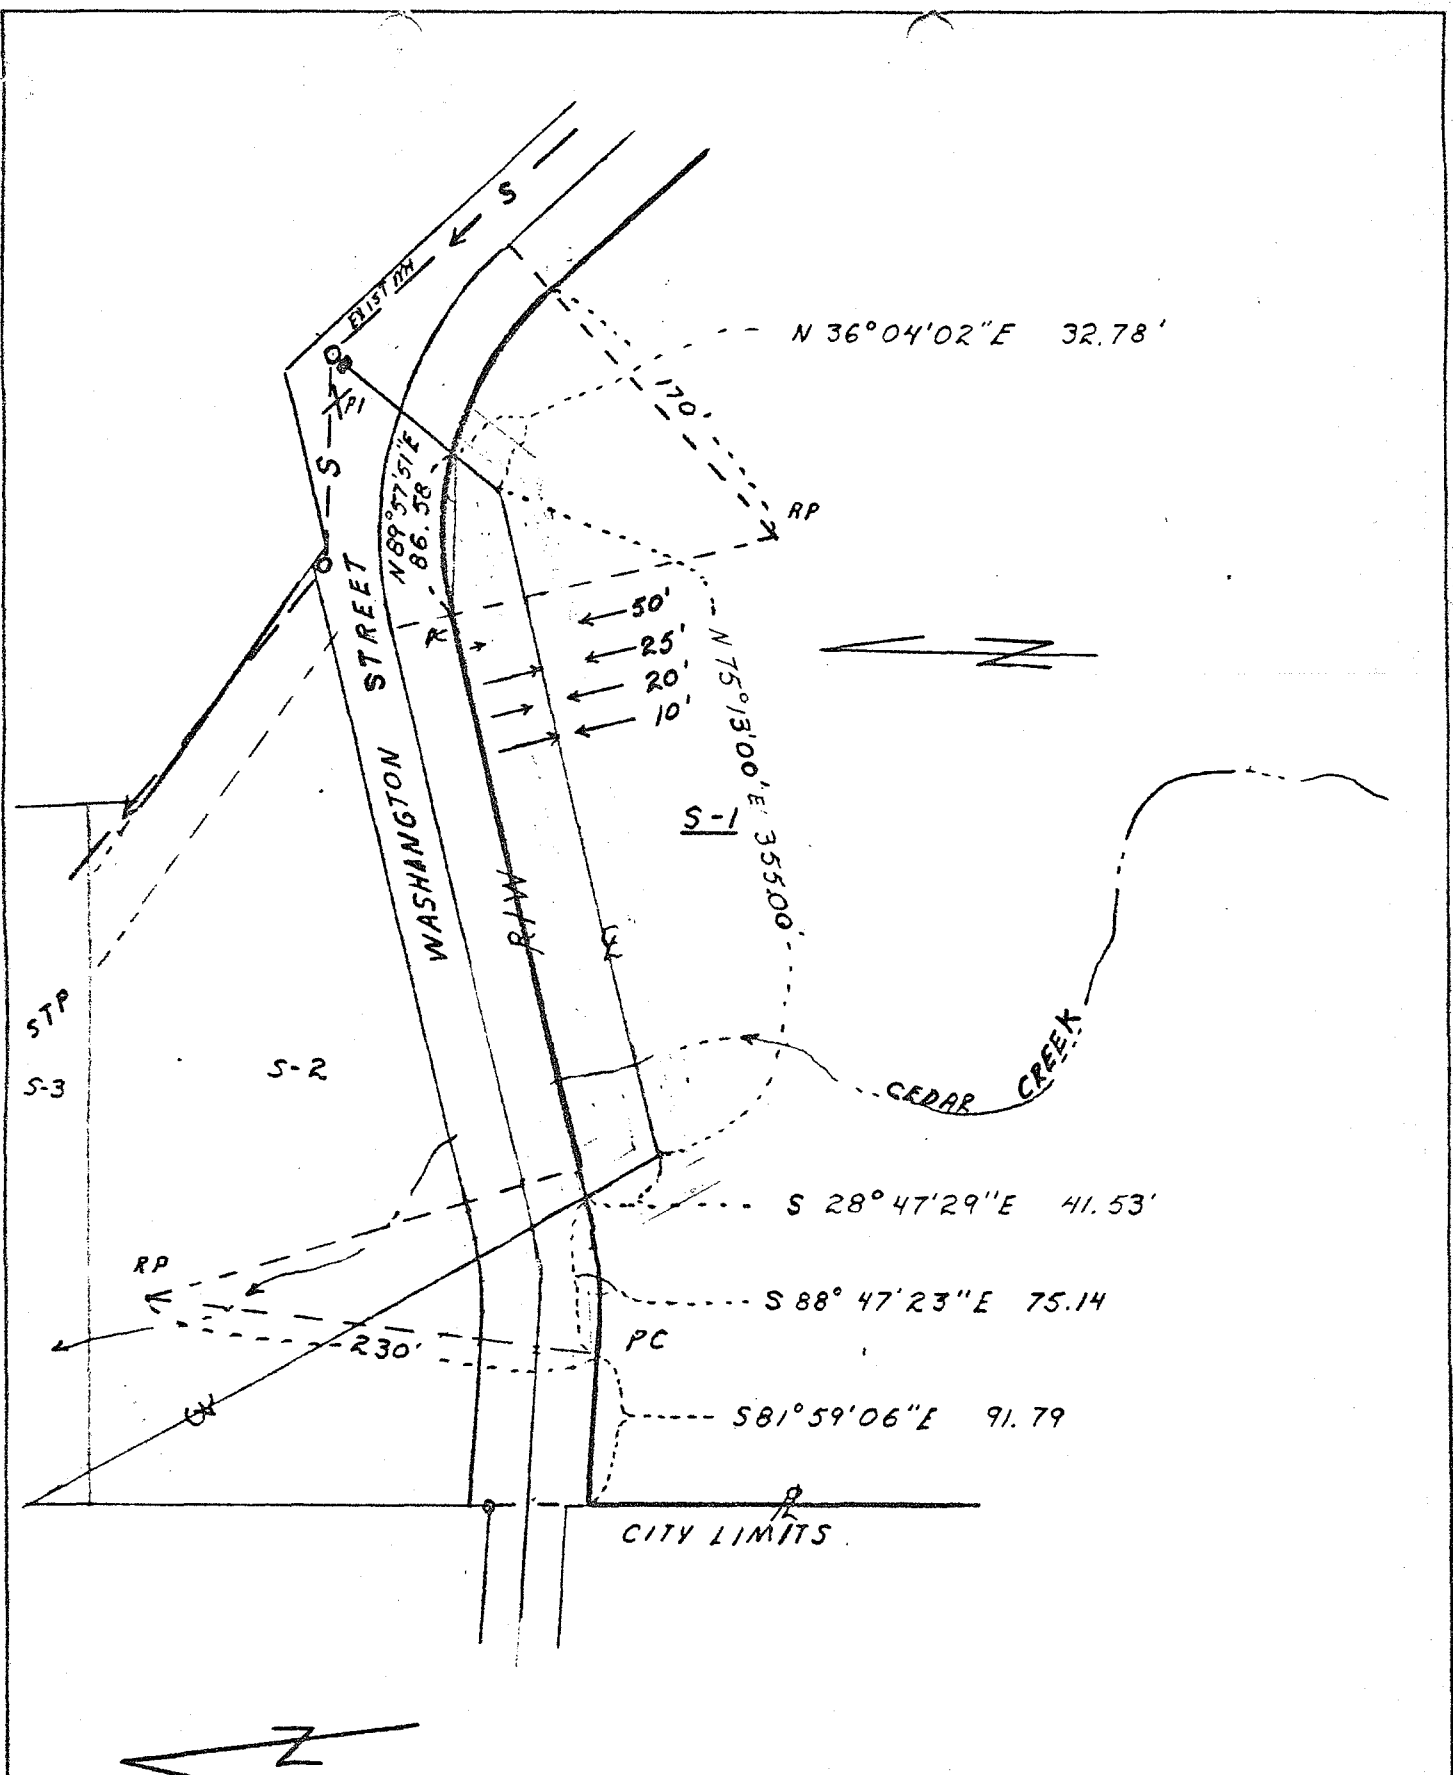 S
EXIST MH
N 36°04'02"E 32.78'
PI
170'
S
N 89°57'51"E
86.58
RP
STREET
50'
25'
20'
10'
N
N 75°13'00"E 355.00'
S-1
WASHANGTON
R/W
STP
S-2
S-3
CEDAR CREEK
S 28°47'29"E 41.53'
RP
S 88°47'23"E 75.14
PC
230'
S 81°59'06"E 91.79
PL
CITY LIMITS
N